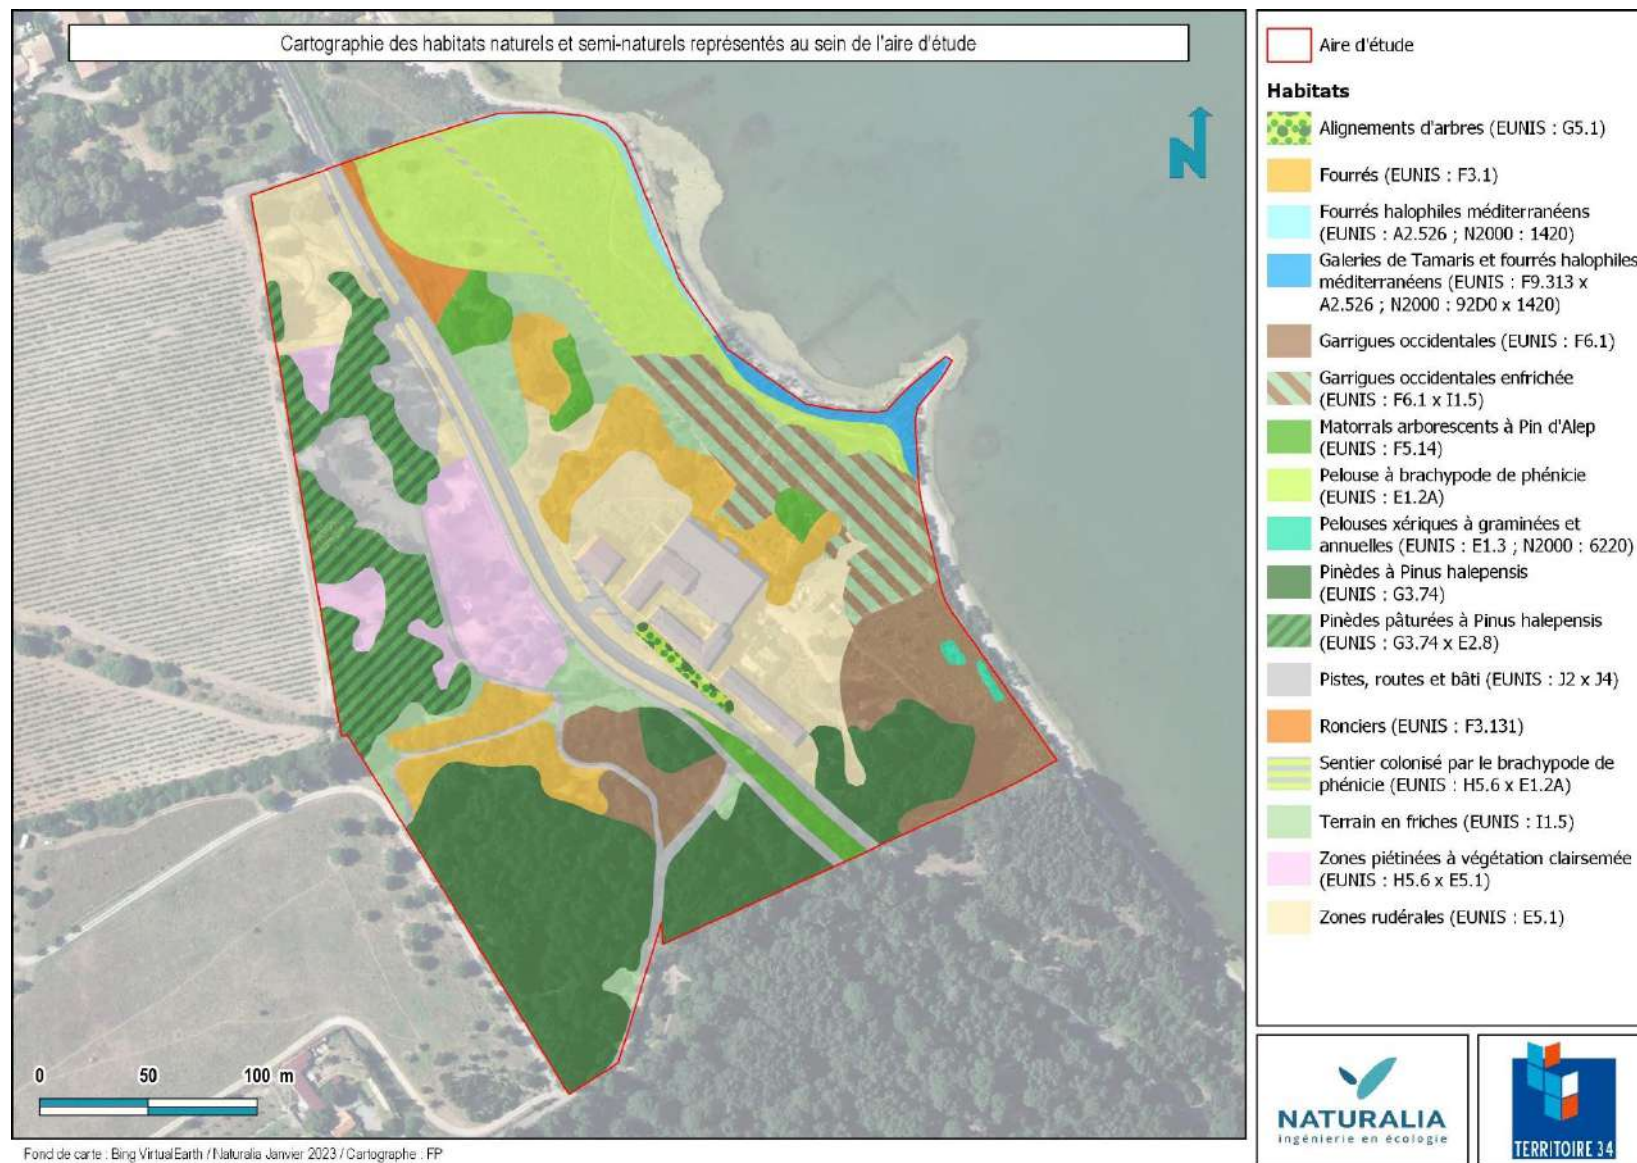 Cartographie des habitats naturels et semi-naturels représentés au sein de l'aire d'étude
N
0 50 100 m
Fond de carte : Bing VirtualEarth / Naturalia Janvier 2023 / Cartographe : FP
Aire d'étude
Habitats
Alignements d'arbres (EUNIS : G5.1)
Fourrés (EUNIS : F3.1)
Fourrés halophiles méditerranéens
(EUNIS : A2.526 ; N2000 : 1420)
Galeries de Tamaris et fourrés halophiles
méditerranéens (EUNIS : F9.313 x
A2.526 ; N2000 : 92D0 x 1420)
Garrigues occidentales (EUNIS : F6.1)
Garrigues occidentales enfrichée
(EUNIS : F6.1 x I1.5)
Matorrals arborescents à Pin d'Alep
(EUNIS : F5.14)
Pelouse à brachypode de phénicie
(EUNIS : E1.2A)
Pelouses xériques à graminées et
annuelles (EUNIS : E1.3 ; N2000 : 6220)
Pinèdes à Pinus halepensis
(EUNIS : G3.74)
Pinèdes pâturées à Pinus halepensis
(EUNIS : G3.74 x E2.8)
Pistes, routes et bâti (EUNIS : J2 x J4)
Ronciers (EUNIS : F3.131)
Sentier colonisé par le brachypode de
phénicie (EUNIS : H5.6 x E1.2A)
Terrain en friches (EUNIS : I1.5)
Zones piétinées à végétation clairsemée
(EUNIS : H5.6 x E5.1)
Zones rudérales (EUNIS : E5.1)
NATURALIA
ingénierie en écologie
TERRITOIRE 34